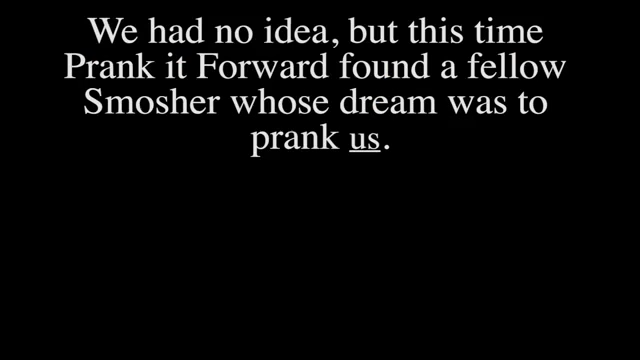 We had no idea, but this time
Prank it Forward found a fellow
Smosher whose dream was to
prank us.